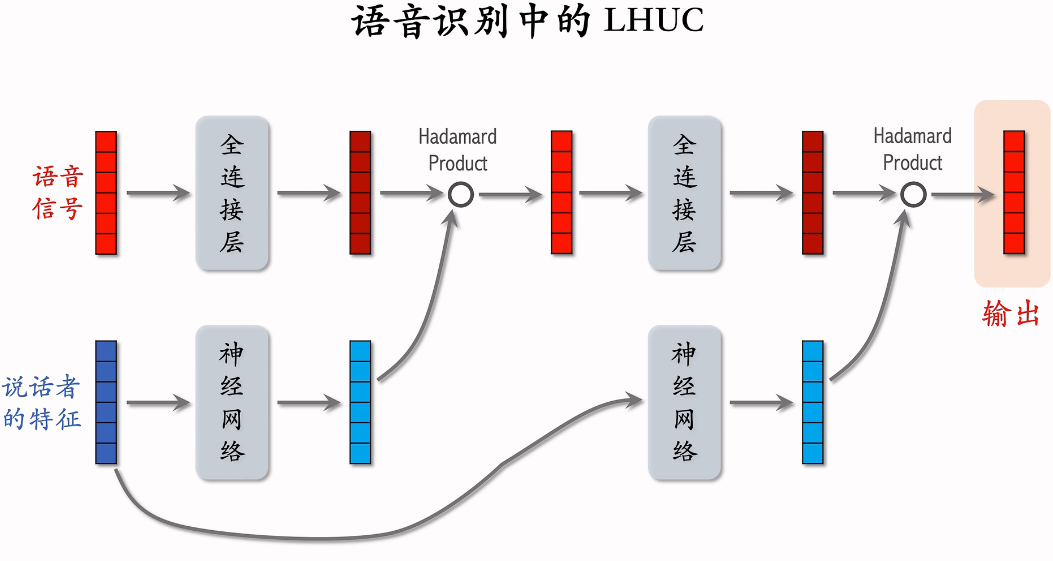 语音识别中的 LHUC
语音
信号
全
连
接
层
Hadamard
Product
全
连
接
层
Hadamard
Product
输出
说话者
的特征
神
经
网
络
神
经
网
络